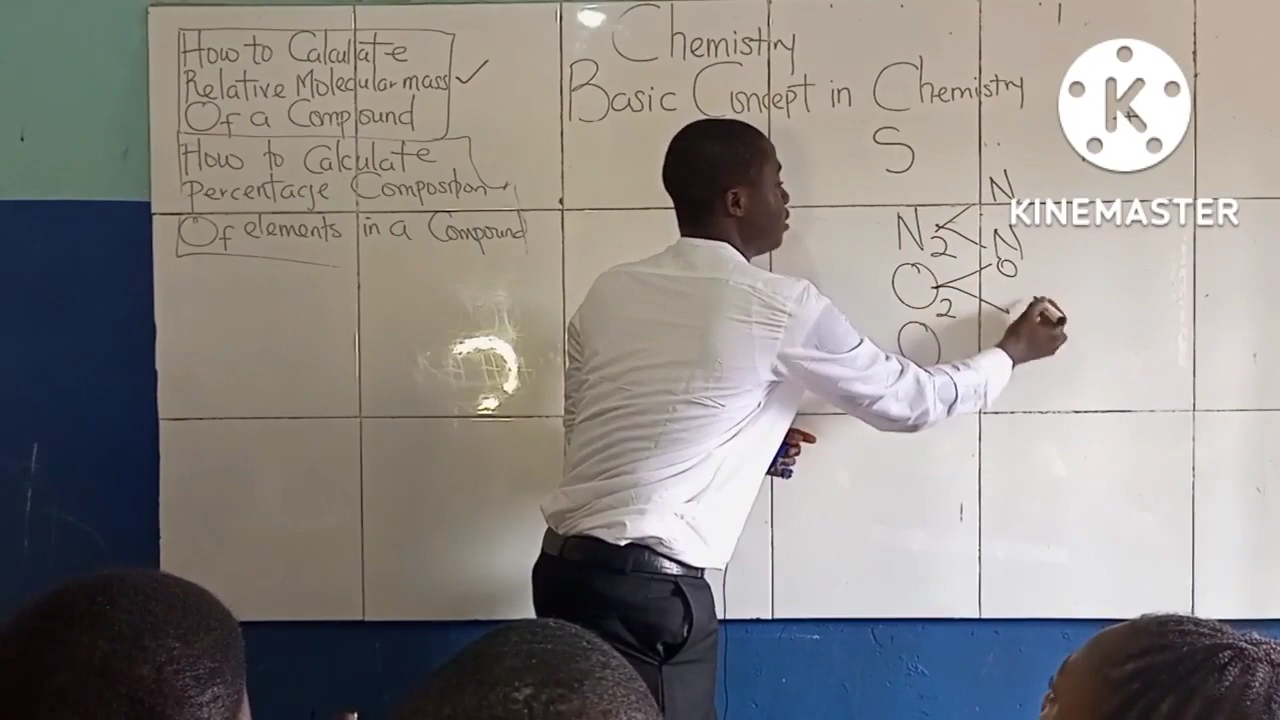 How to Calculate
Relative Molecular mass
Of a Compound
How to Calculate
Percentage Composition
Of elements in a Compound
Chemistry
Basic Concept in Chemistry
S
N2 < N
N
O2 < O
O
K
KINEMASTER